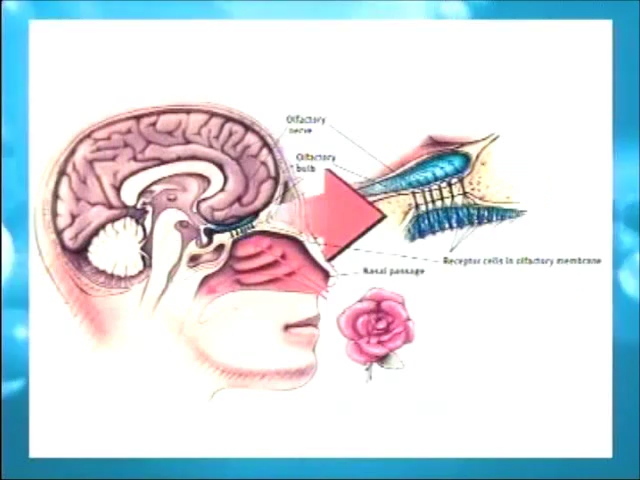 Olfactory
nerve
Olfactory
bulb
Receptor cells in olfactory membrane
Nasal passage